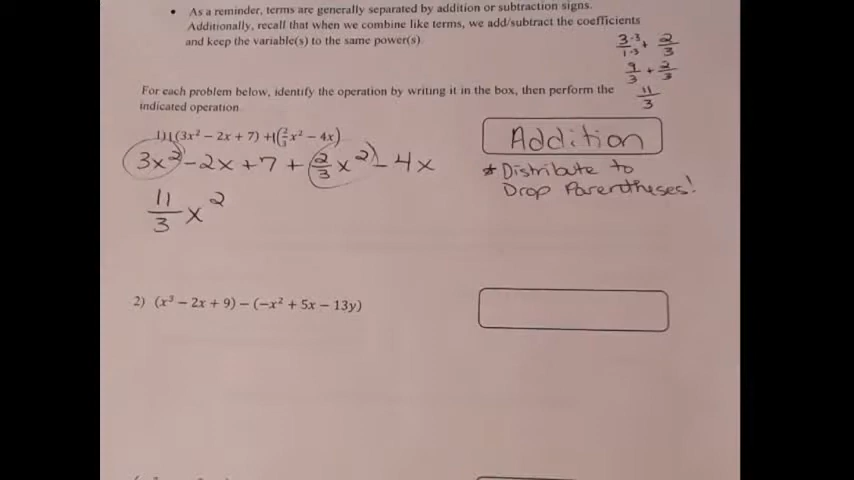 • As a reminder, terms are generally separated by addition or subtraction signs.
Additionally, recall that when we combine like terms, we add/subtract the coefficients
and keep the variable(s) to the same power(s)
3·3/1·3 + 2/3
9/3 + 2/3
11/3
For each problem below, identify the operation by writing it in the box, then perform the
indicated operation
1) 1(3x² − 2x + 7) + 1(2/3x² − 4x)
Addition
3x² − 2x + 7 + 2/3 x² − 4x
* Distribute to
Drop Parentheses!
11/3 x²
2) (x³ − 2x + 9) − (−x² + 5x − 13y)